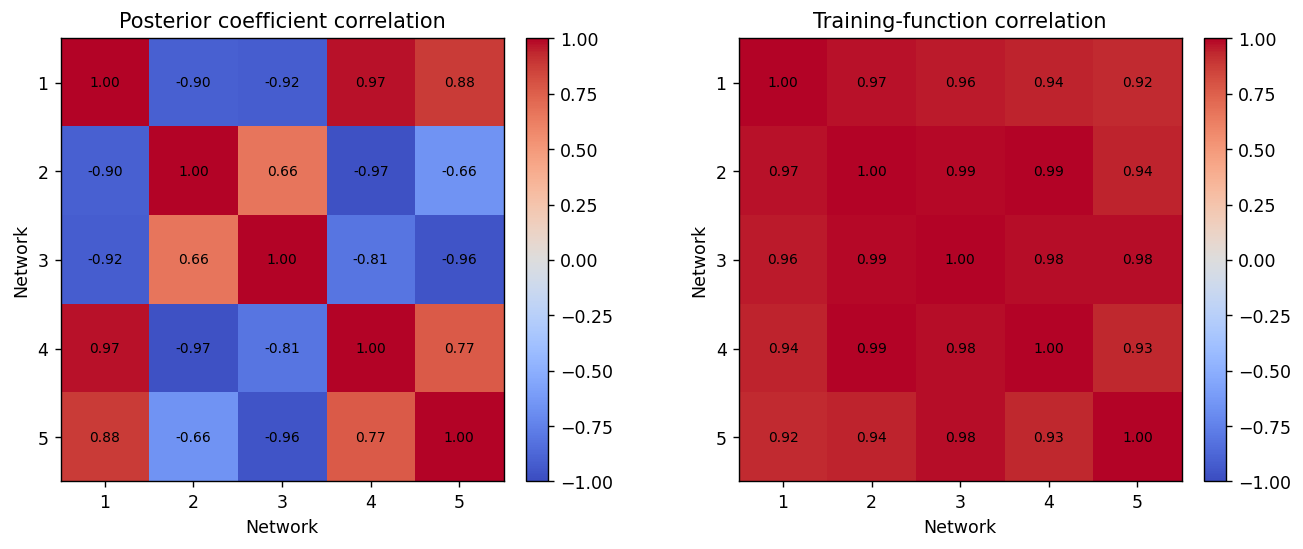 Posterior coefficient correlation
Network
1 1.00 -0.90 -0.92 0.97 0.88
2 -0.90 1.00 0.66 -0.97 -0.66
3 -0.92 0.66 1.00 -0.81 -0.96
4 0.97 -0.97 -0.81 1.00 0.77
5 0.88 -0.66 -0.96 0.77 1.00
1 2 3 4 5
Network
1.00
0.75
0.50
0.25
0.00
−0.25
−0.50
−0.75
−1.00
Training-function correlation
Network
1 1.00 0.97 0.96 0.94 0.92
2 0.97 1.00 0.99 0.99 0.94
3 0.96 0.99 1.00 0.98 0.98
4 0.94 0.99 0.98 1.00 0.93
5 0.92 0.94 0.98 0.93 1.00
1 2 3 4 5
Network
1.00
0.75
0.50
0.25
0.00
−0.25
−0.50
−0.75
−1.00